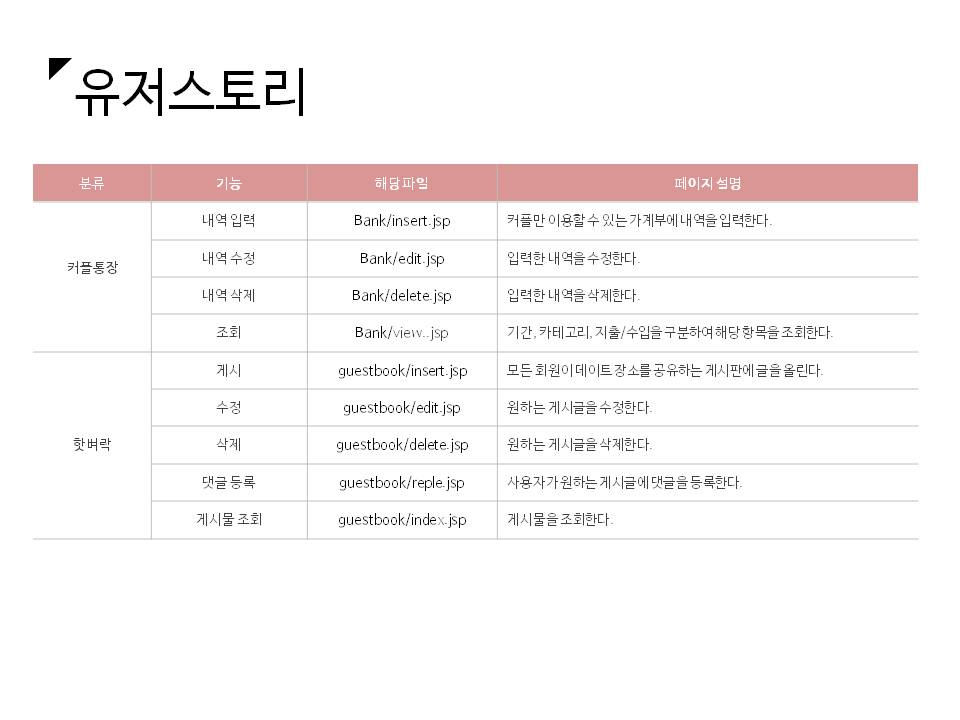 유저스토리
분류 기능 해당파일 페이지 설명
커플통장
내역 입력 Bank/insert.jsp 커플만 이용할 수 있는 가계부에 내역을 입력한다.
내역 수정 Bank/edit.jsp 입력한 내역을 수정한다.
내역 삭제 Bank/delete.jsp 입력한 내역을 삭제한다.
조회 Bank/view..jsp 기간, 카테고리, 지출/수입을 구분하여 해당 항목을 조회한다.
핫벼락
게시 guestbook/insert.jsp 모든 회원이 데이트 장소를 공유하는 게시판에 글을 올린다.
수정 guestbook/edit.jsp 원하는 게시글을 수정한다.
삭제 guestbook/delete.jsp 원하는 게시글을 삭제한다.
댓글 등록 guestbook/reple.jsp 사용자가 원하는 게시글에 댓글을 등록한다.
게시물 조회 guestbook/index.jsp 게시물을 조회한다.